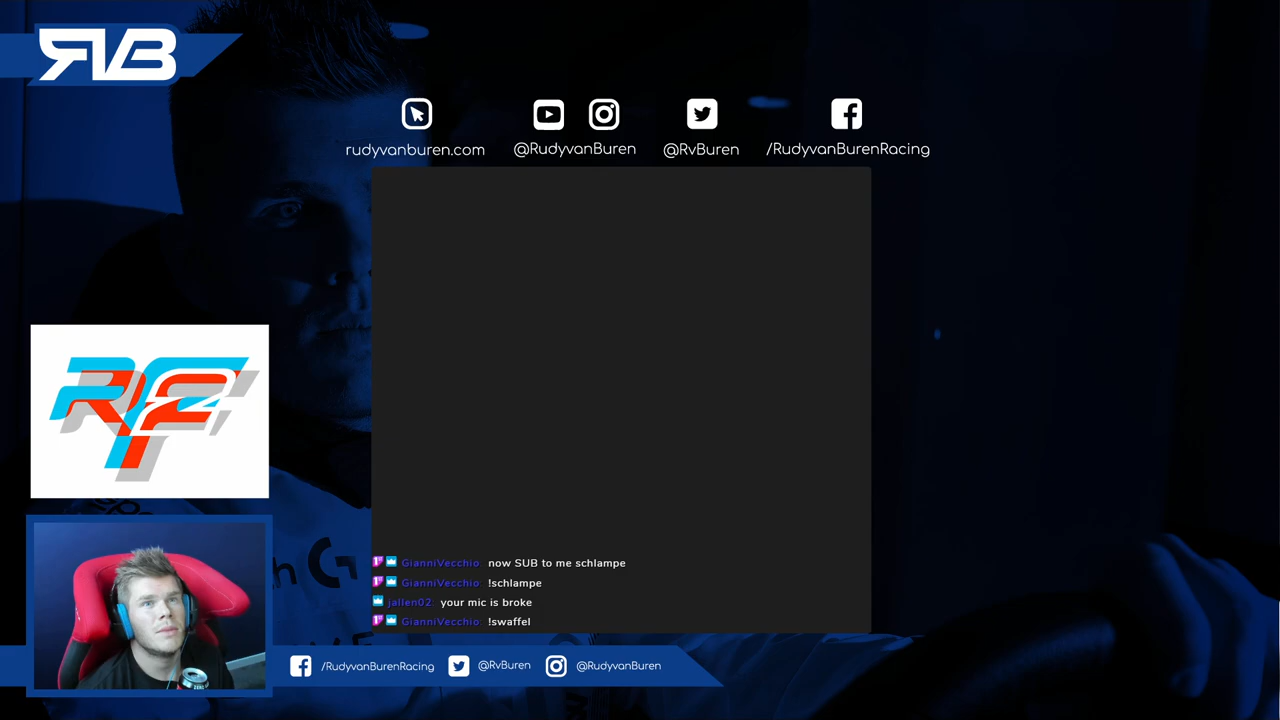 RVB
rudyvanburen.com
@RudyvanBuren
@RvBuren
/RudyvanBurenRacing
rF2
GianniVecchio: now SUB to me schlampe
GianniVecchio: !schlampe
jallen02: your mic is broke
GianniVecchio: !swaffel
/RudyvanBurenRacing
@RvBuren
@RudyvanBuren